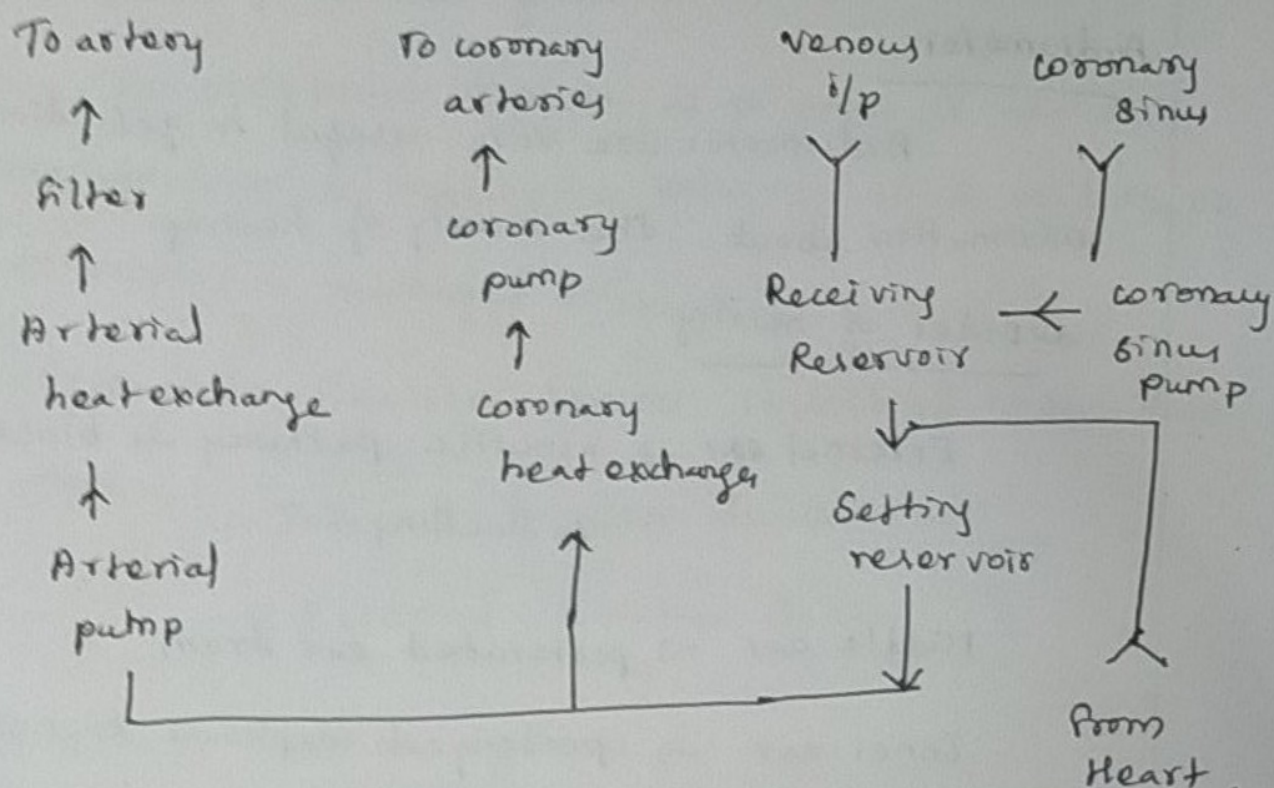 To artery
↑
filter
↑
Arterial
heat exchange
↑
Arterial
pump
To coronary
arteries
↑
coronary
pump
↑
coronary
heat exchange
venous
i/p
Receiving
Reservoir
Setting
reservoir
coronary
sinus
coronary
sinus
pump
from
Heart